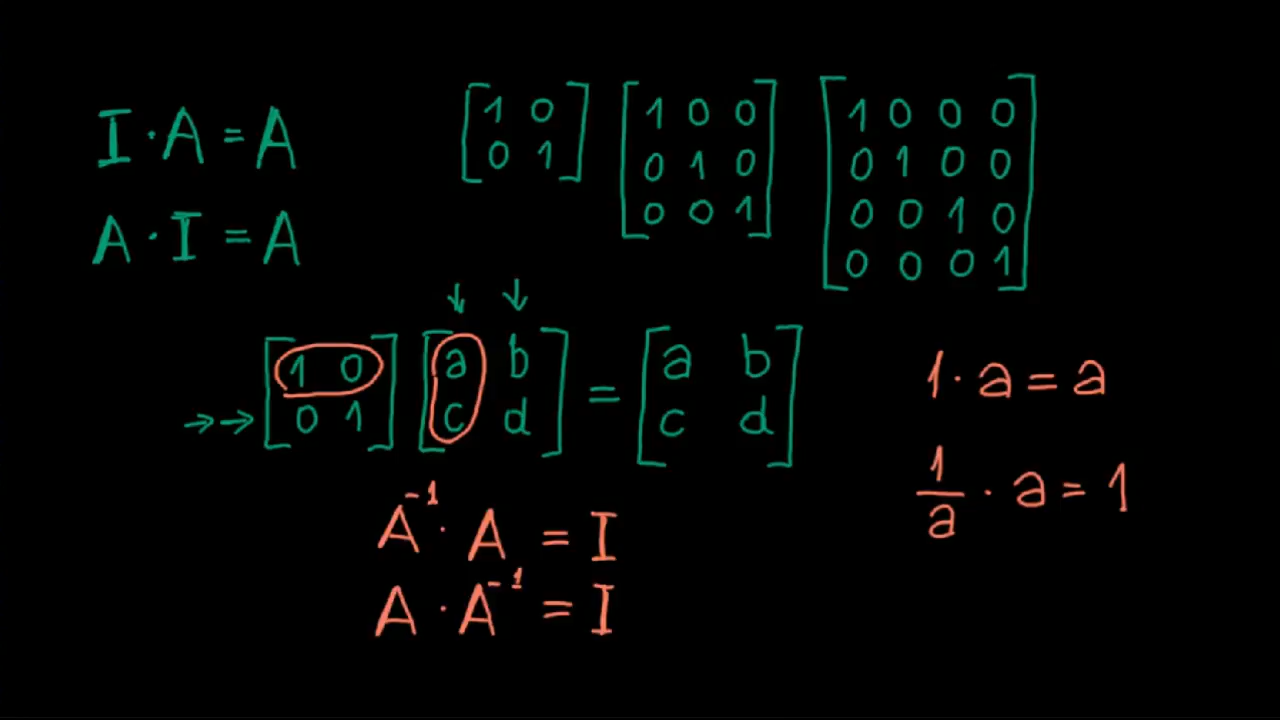 I · A = A
A · I = A
[1 0
0 1]
[1 0 0
0 1 0
0 0 1]
[1 0 0 0
0 1 0 0
0 0 1 0
0 0 0 1]
↓ ↓
[1 0] [a b] = [a b]
→→ [0 1] [c d] [c d]
A⁻¹ · A = I
A · A⁻¹ = I
1 · a = a
1/a · a = 1